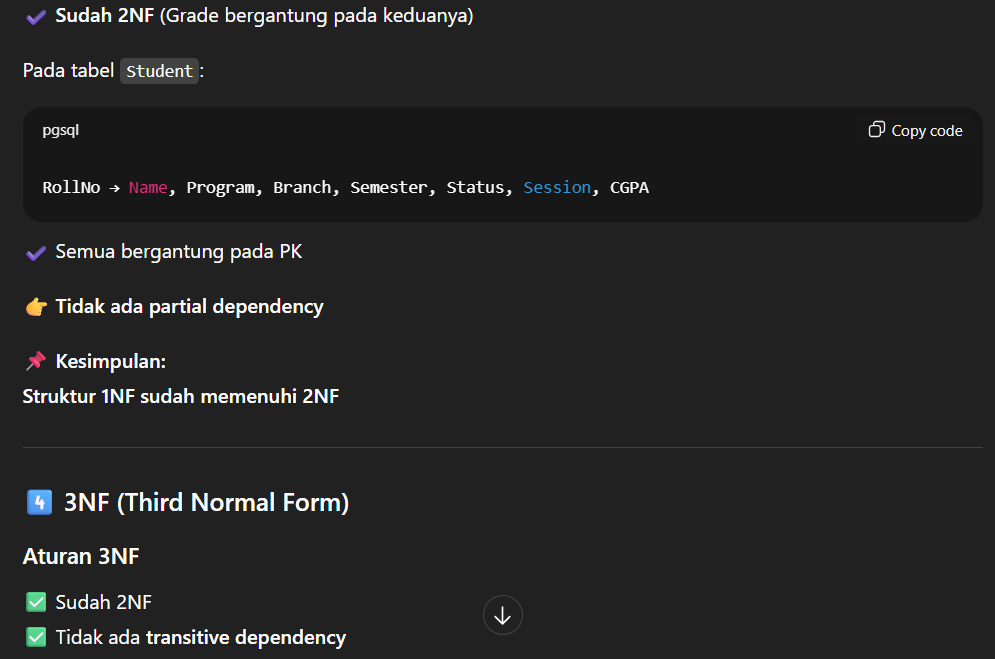 ✔ Sudah 2NF (Grade bergantung pada keduanya)
Pada tabel Student:
pgsql
Copy code
RollNo → Name, Program, Branch, Semester, Status, Session, CGPA
✔ Semua bergantung pada PK
👉 Tidak ada partial dependency
📌 Kesimpulan:
Struktur 1NF sudah memenuhi 2NF
4️⃣ 3NF (Third Normal Form)
Aturan 3NF
✅ Sudah 2NF
✅ Tidak ada transitive dependency